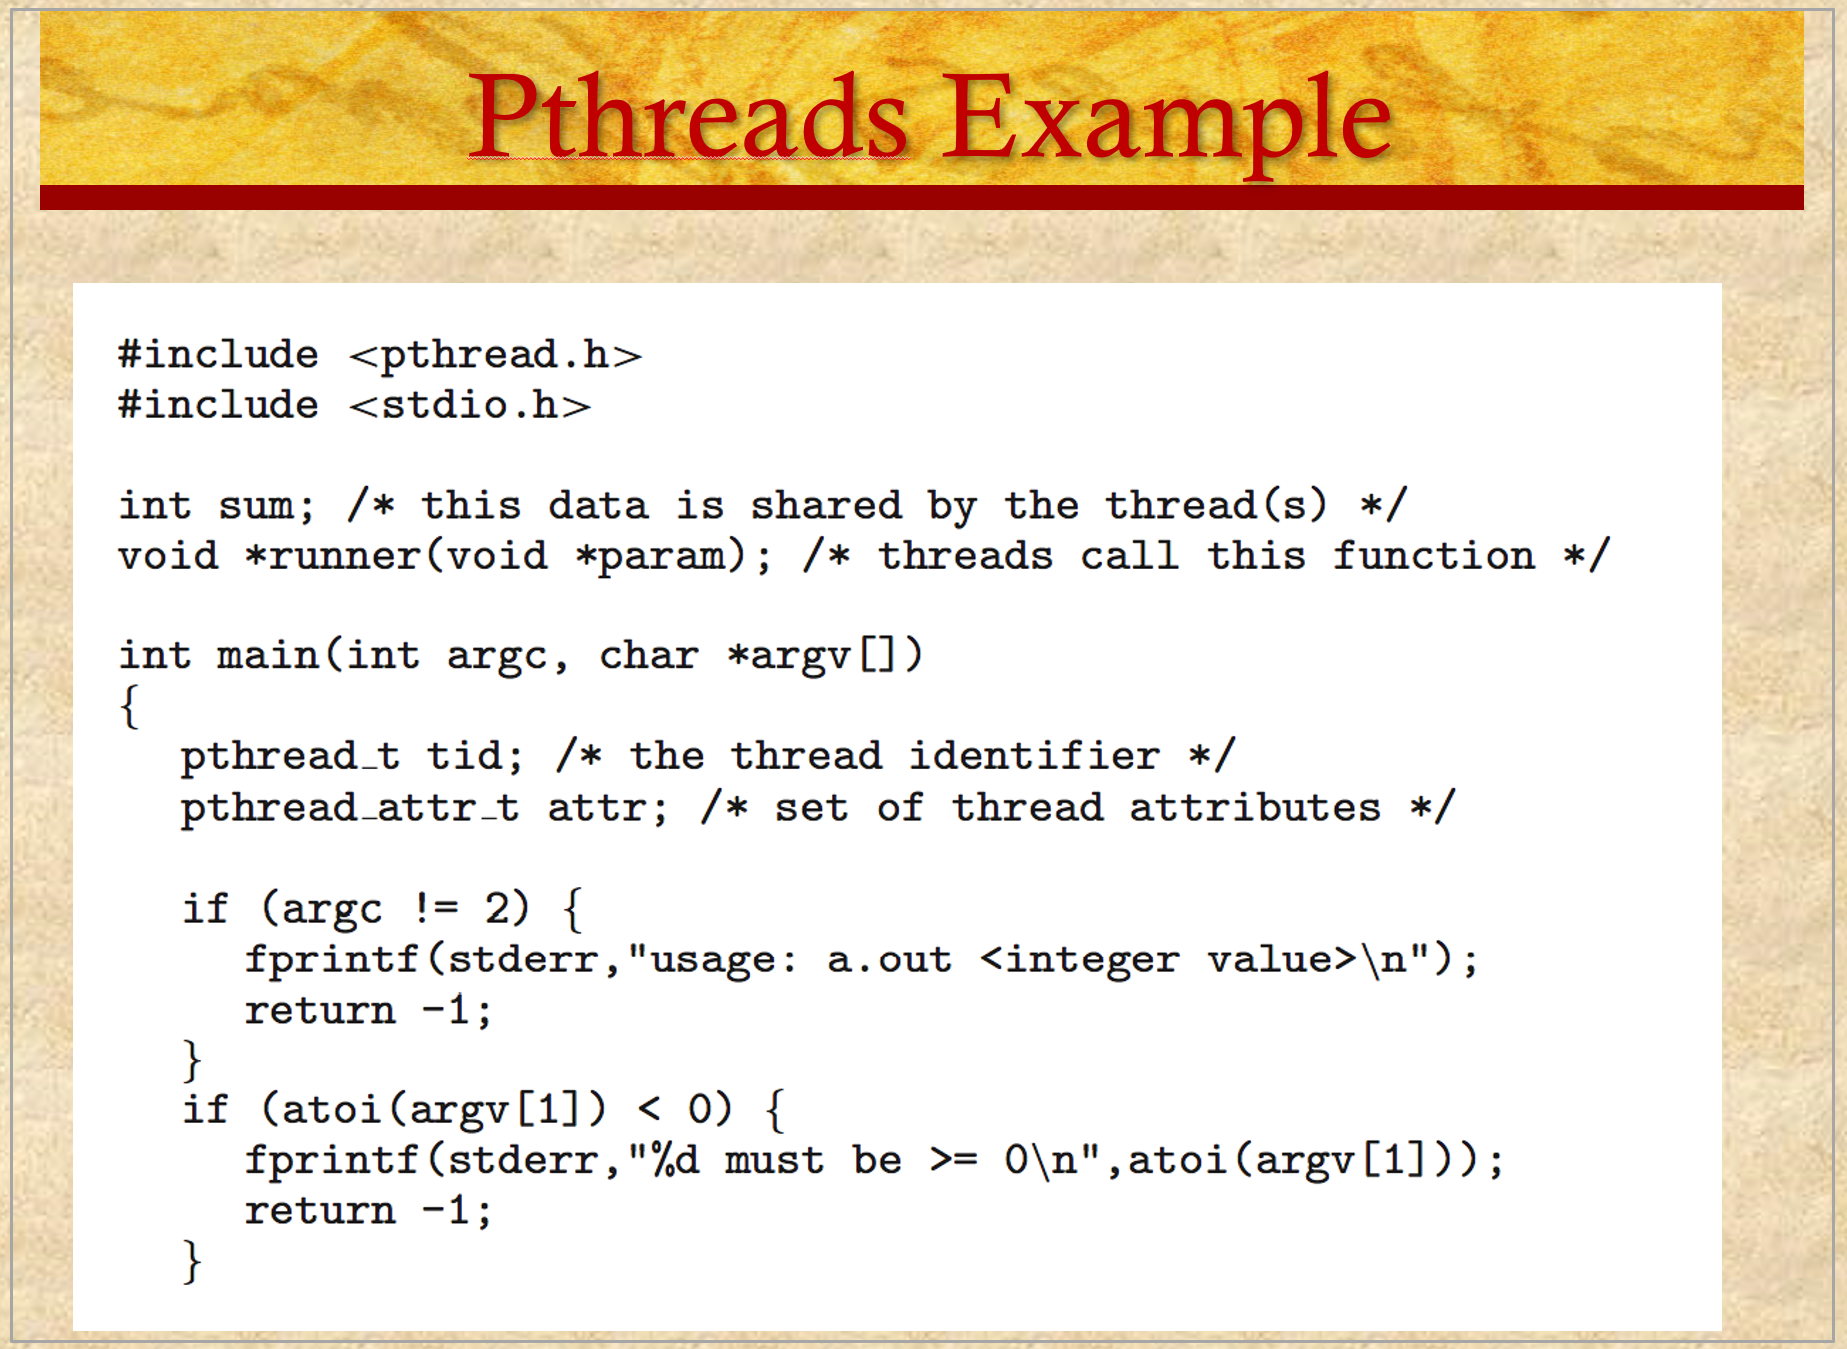 Pthreads Example
#include <pthread.h>
#include <stdio.h>
int sum; /* this data is shared by the thread(s) */
void *runner(void *param); /* threads call this function */
int main(int argc, char *argv[])
{
pthread_t tid; /* the thread identifier */
pthread_attr_t attr; /* set of thread attributes */
if (argc != 2) {
fprintf(stderr,"usage: a.out <integer value>\n");
return -1;
}
if (atoi(argv[1]) < 0) {
fprintf(stderr,"%d must be >= 0\n",atoi(argv[1]));
return -1;
}